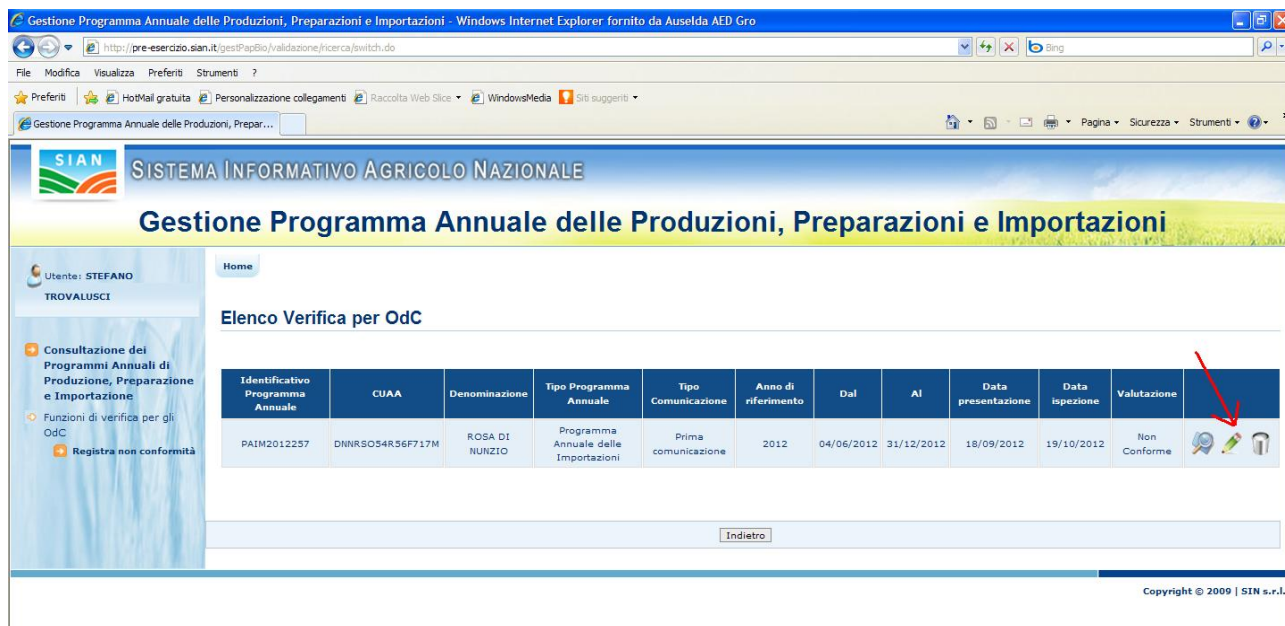 Gestione Programma Annuale delle Produzioni, Preparazioni e Importazioni - Windows Internet Explorer fornito da Auselda AED Gro
http://pre-esercizio.sian.it/gestPapBio/validazione/ricerca/switch.do
Bing
File Modifica Visualizza Preferiti Strumenti ?
Preferiti HotMail gratuita Personalizzazione collegamenti Raccolta Web Slice WindowsMedia Siti suggeriti
Gestione Programma Annuale delle Produzioni, Prepar... Pagina Sicurezza Strumenti
SIAN
SISTEMA INFORMATIVO AGRICOLO NAZIONALE
Gestione Programma Annuale delle Produzioni, Preparazioni e Importazioni
Utente: STEFANO
TROVALUSCI
Home
Elenco Verifica per OdC
Consultazione dei
Programmi Annuali di
Produzione, Preparazione
e Importazione
Funzioni di verifica per gli
OdC
Registra non conformità
Identificativo Programma Annuale CUAA Denominazione Tipo Programma Annuale Tipo Comunicazione Anno di riferimento Dal Al Data presentazione Data ispezione Valutazione
PAIM2012257 DNNRSO54R56F717M ROSA DI NUNZIO Programma Annuale delle Importazioni Prima comunicazione 2012 04/06/2012 31/12/2012 18/09/2012 19/10/2012 Non Conforme
Indietro
Copyright © 2009 | SIN s.r.l.